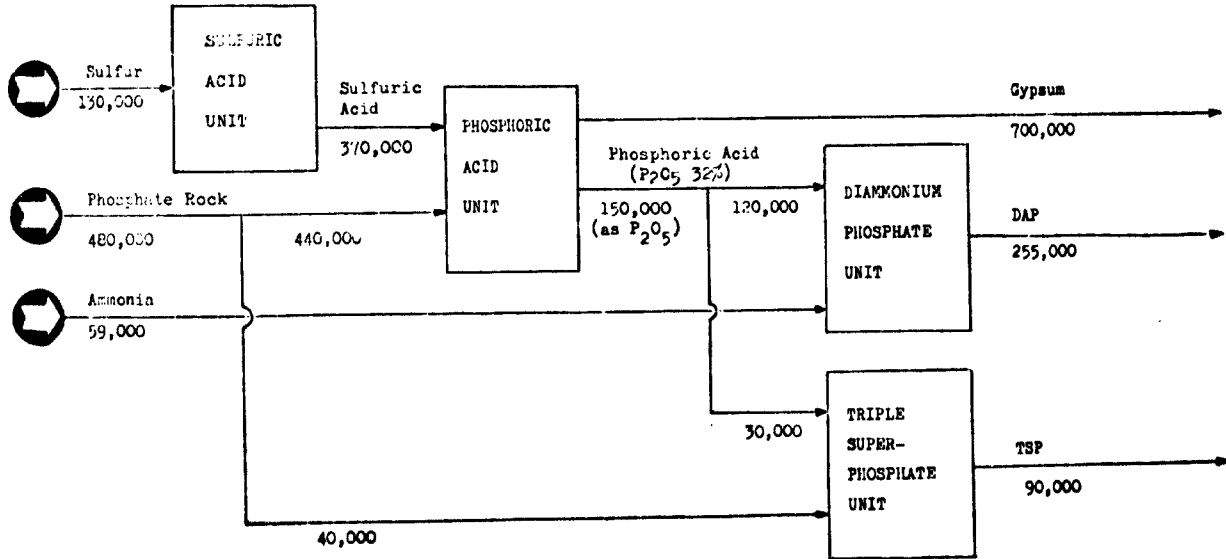 SULFURIC
ACID
UNIT
Sulfur
130,000
Sulfuric
Acid
370,000
Phosphate Rock
480,000
440,000
PHOSPHORIC
ACID
UNIT
Gypsum
700,000
Phosphoric Acid
(P2O5 32%)
150,000
(as P2O5)
120,000
Ammonia
59,000
DIAMMONIUM
PHOSPHATE
UNIT
DAP
255,000
30,000
40,000
TRIPLE
SUPER-
PHOSPHATE
UNIT
TSP
90,000